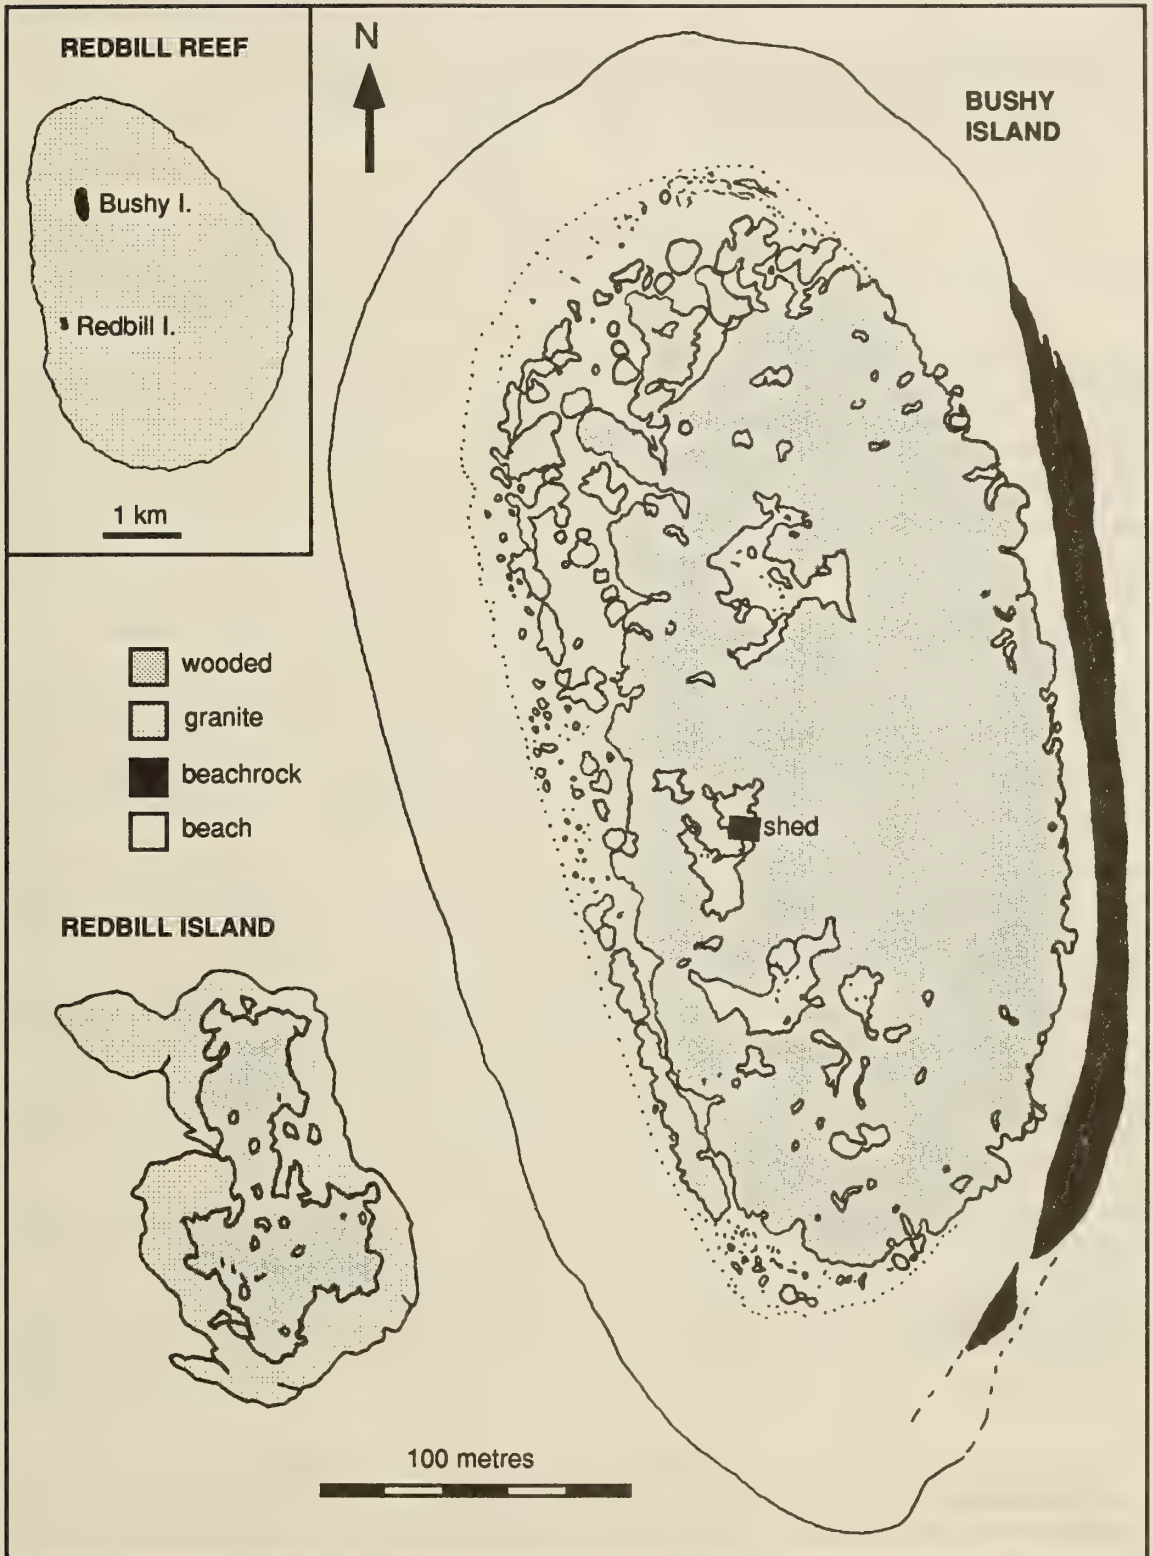 REDBILL REEF
Bushy I.
Redbill I.
1 km
N
BUSHY
ISLAND
wooded
granite
beachrock
beach
shed
REDBILL ISLAND
100 metres